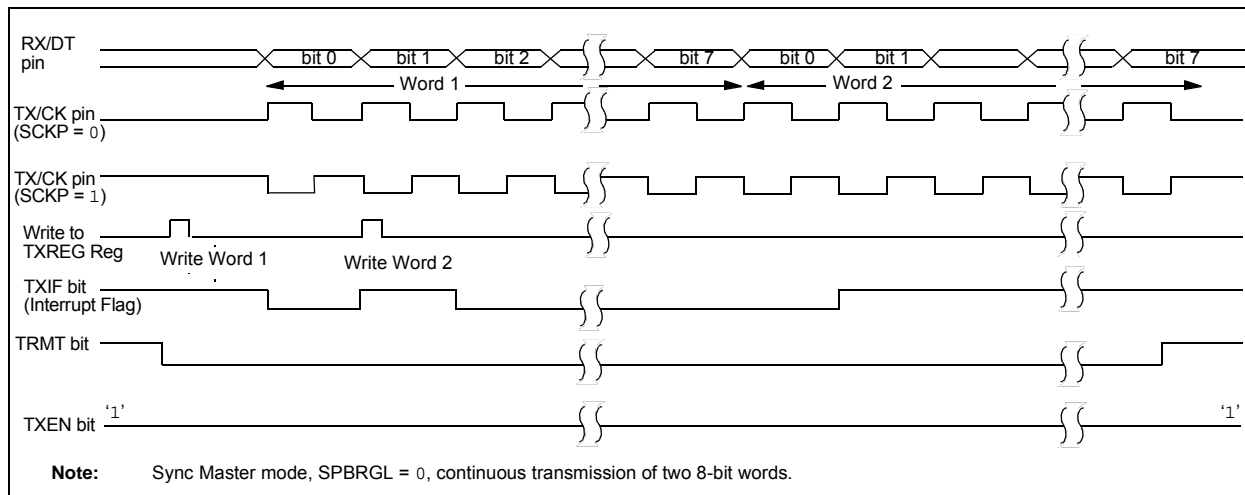 RX/DT
pin
bit 0 bit 1 bit 2 bit 7 bit 0 bit 1 bit 7
Word 1 Word 2
TX/CK pin
(SCKP = 0)
TX/CK pin
(SCKP = 1)
Write to
TXREG Reg
Write Word 1 Write Word 2
TXIF bit
(Interrupt Flag)
TRMT bit
TXEN bit ‘1’ ‘1’
Note: Sync Master mode, SPBRGL = 0, continuous transmission of two 8-bit words.